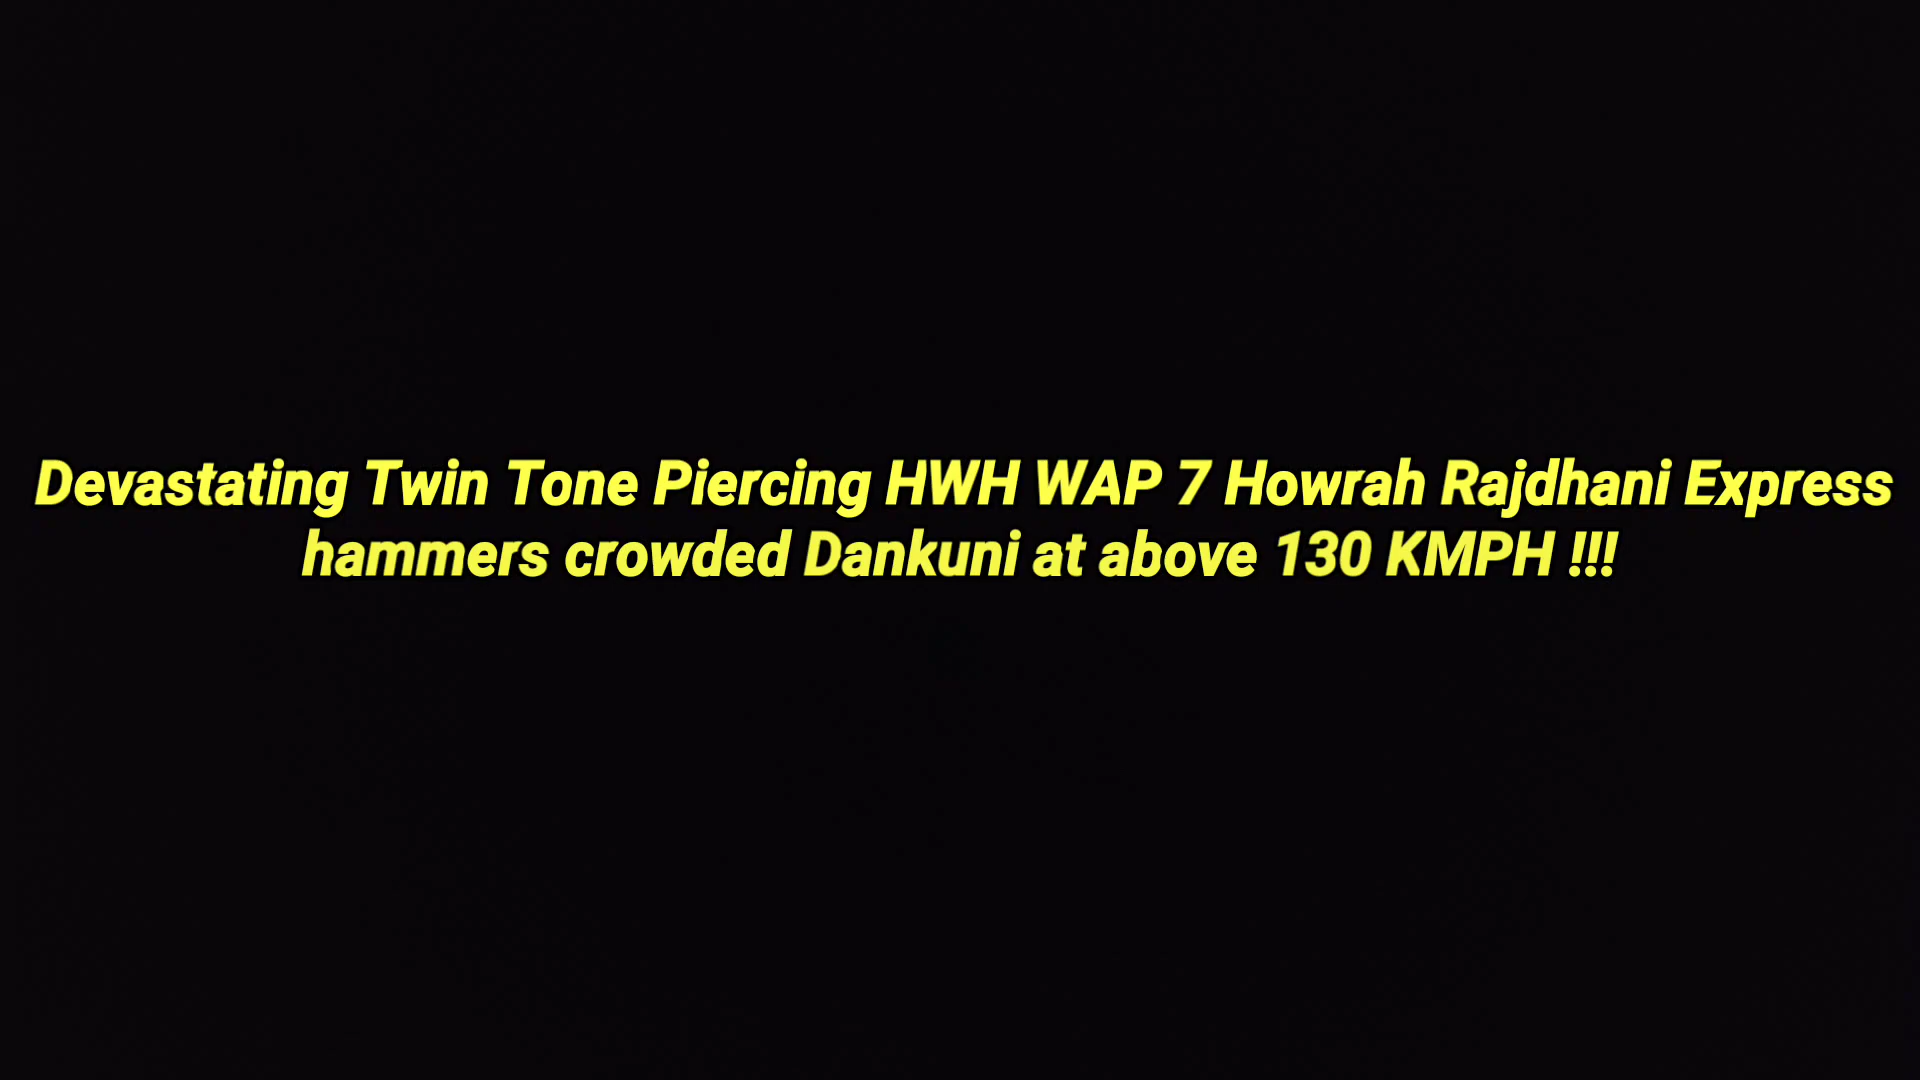 Devastating Twin Tone Piercing HWH WAP 7 Howrah Rajdhani Express
hammers crowded Dankuni at above 130 KMPH !!!